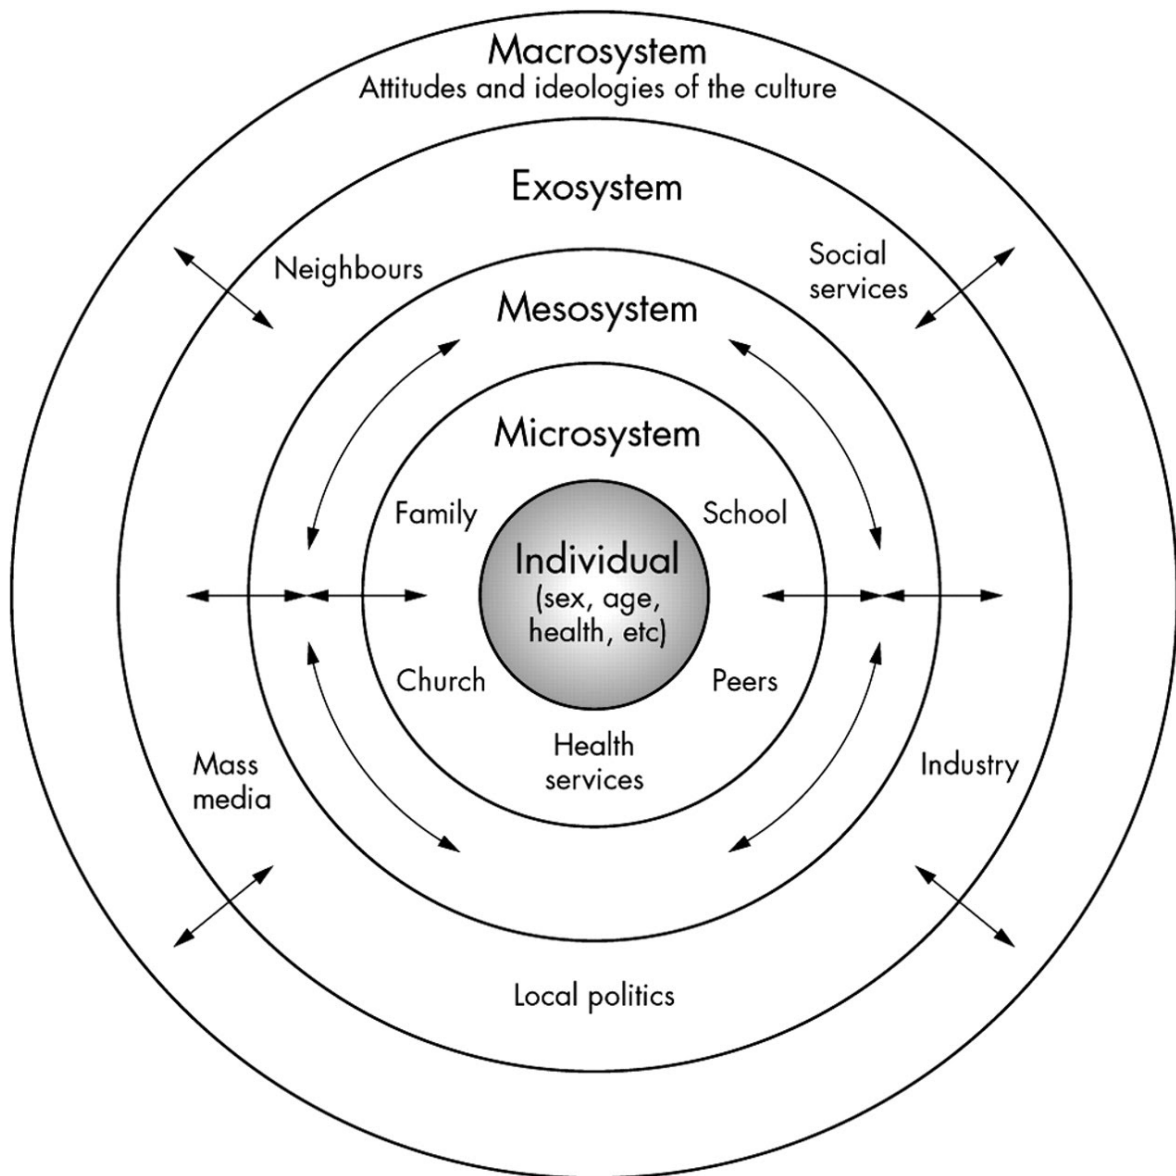 Macrosystem
Attitudes and ideologies of the culture
Exosystem
Neighbours
Social
services
Mesosystem
Microsystem
Family
School
Individual
(sex, age,
health, etc)
Church
Peers
Health
services
Mass
media
Industry
Local politics